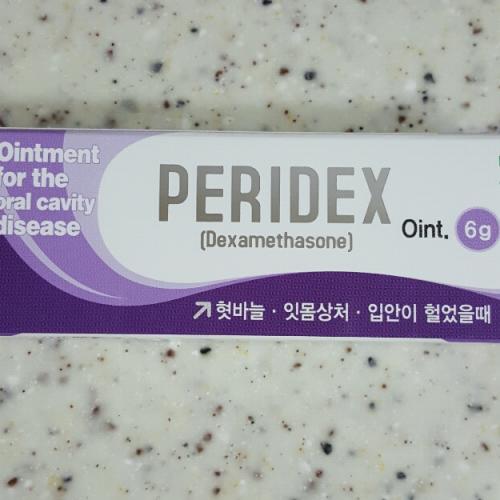 Ointment
for the
oral cavity
disease
PERIDEX
(Dexamethasone)
Oint. 6g
혓바늘 · 잇몸상처 · 입안이 헐었을때